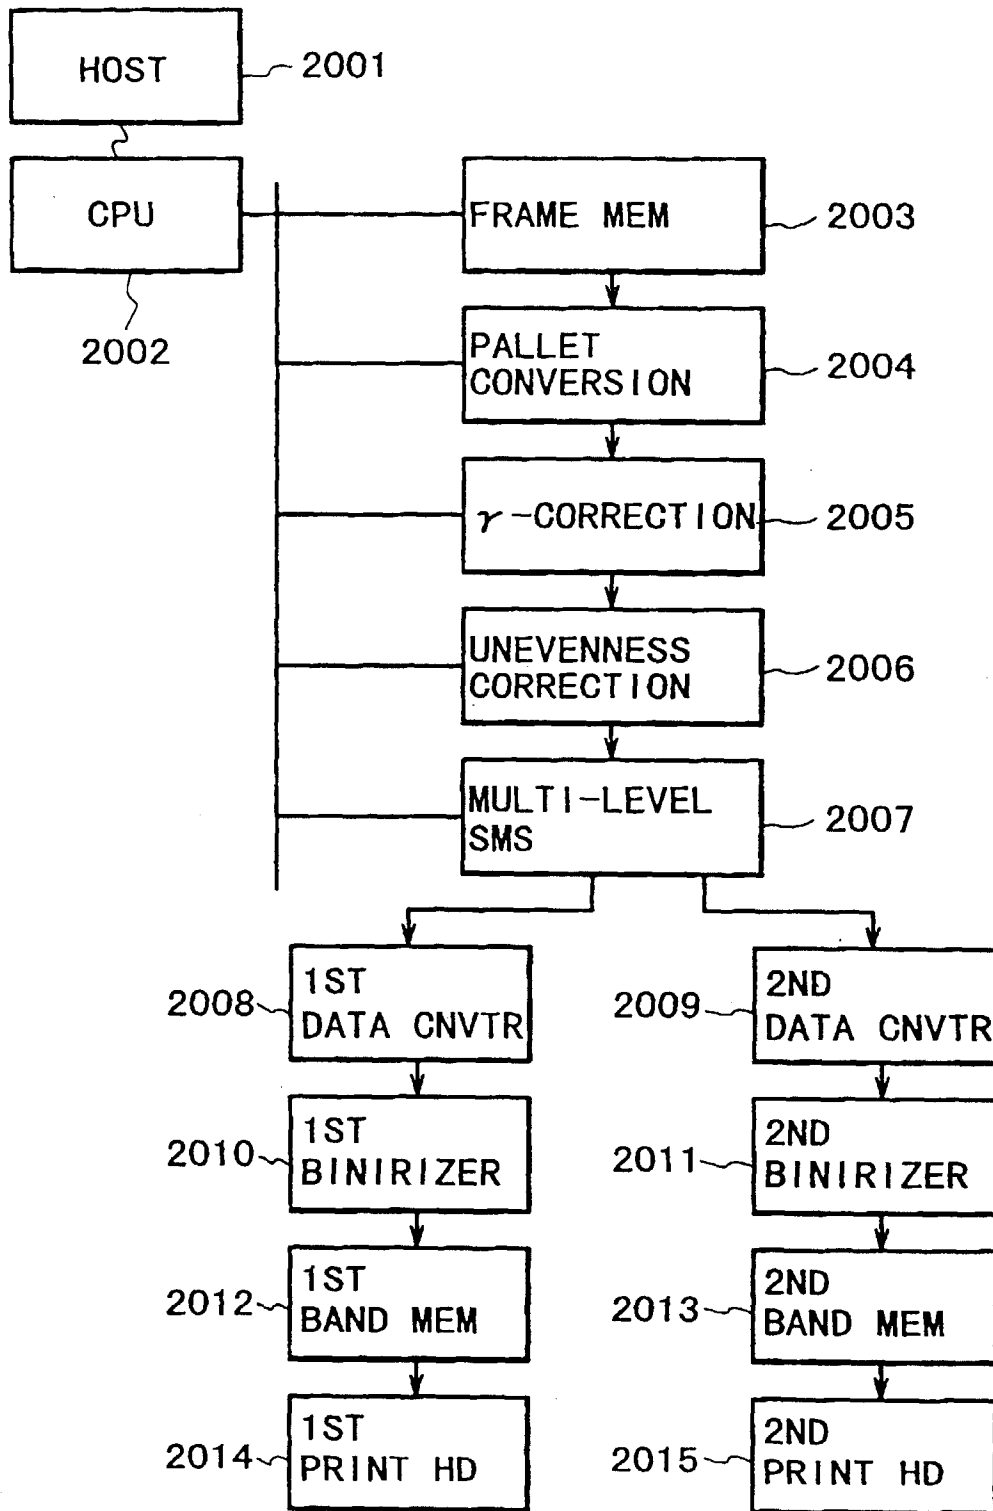 HOST
2001
CPU
2002
FRAME MEM
2003
PALLET
CONVERSION
2004
γ-CORRECTION
2005
UNEVENNESS
CORRECTION
2006
MULTI-LEVEL
SMS
2007
2008
1ST
DATA CNVTR
2009
2ND
DATA CNVTR
2010
1ST
BINIRIZER
2011
2ND
BINIRIZER
2012
1ST
BAND MEM
2013
2ND
BAND MEM
2014
1ST
PRINT HD
2015
2ND
PRINT HD